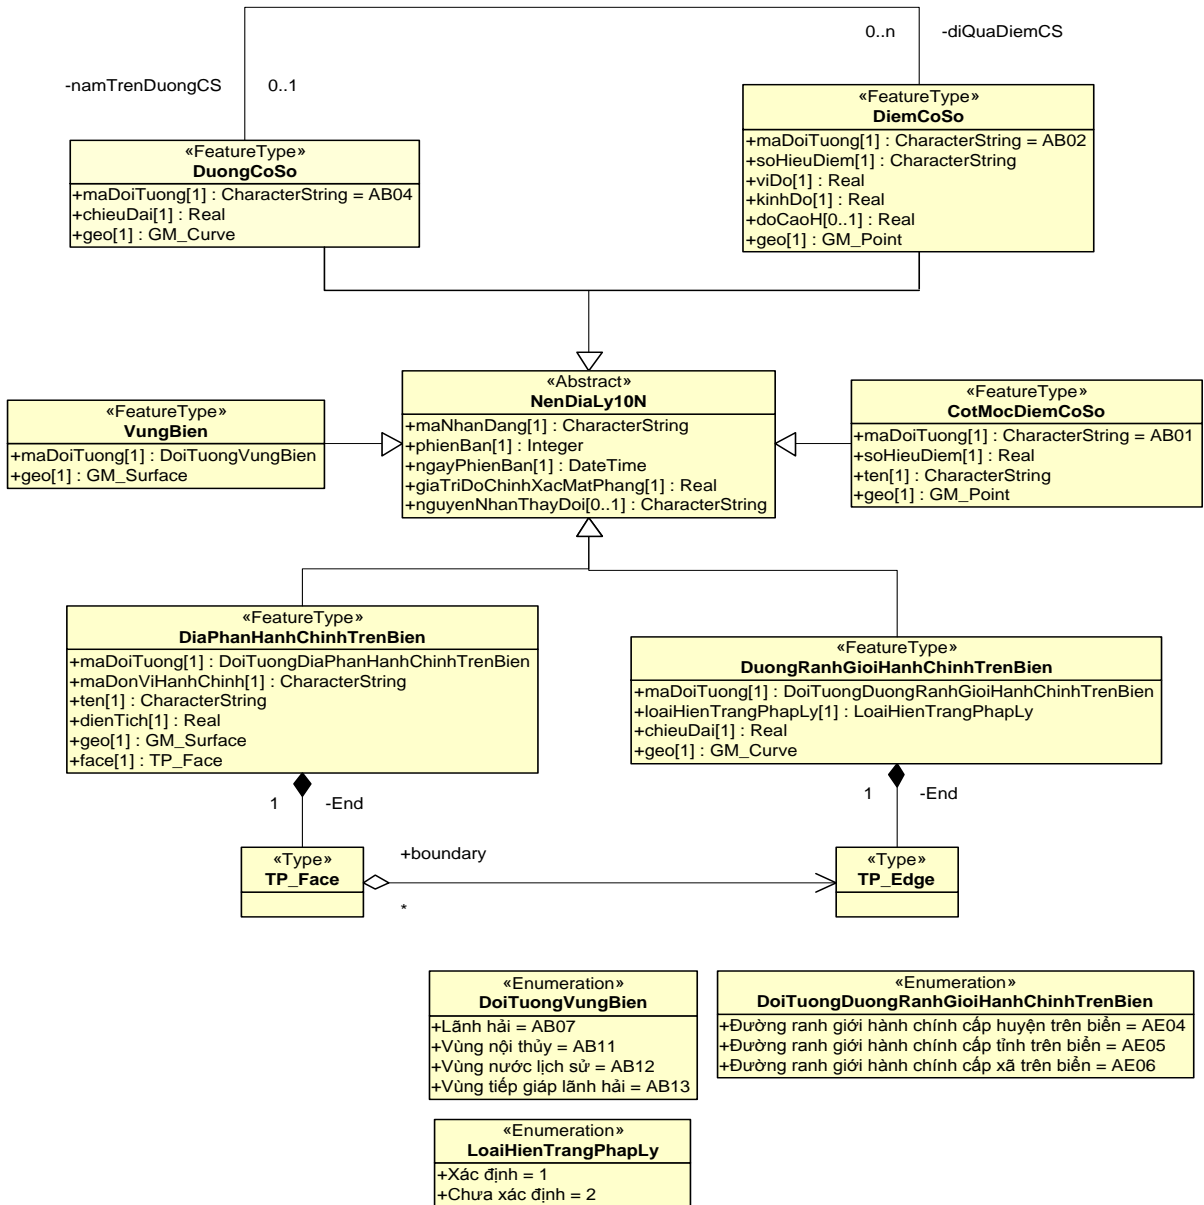 0..n
-diQuaDiemCS
-namTrenDuongCS
0..1
«FeatureType»
DiemCoSo
+maDoiTuong[1] : CharacterString = AB02
+soHieuDiem[1] : CharacterString
+viDo[1] : Real
+kinhDo[1] : Real
+doCaoH[0..1] : Real
+geo[1] : GM_Point
«FeatureType»
DuongCoSo
+maDoiTuong[1] : CharacterString = AB04
+chieuDai[1] : Real
+geo[1] : GM_Curve
«Abstract»
NenDiaLy10N
+maNhanDang[1] : CharacterString
+phienBan[1] : Integer
+ngayPhienBan[1] : DateTime
+giaTriDoChinhXacMatPhang[1] : Real
+nguyenNhanThayDoi[0..1] : CharacterString
«FeatureType»
VungBien
+maDoiTuong[1] : DoiTuongVungBien
+geo[1] : GM_Surface
«FeatureType»
CotMocDiemCoSo
+maDoiTuong[1] : CharacterString = AB01
+soHieuDiem[1] : Real
+ten[1] : CharacterString
+geo[1] : GM_Point
«FeatureType»
DiaPhanHanhChinhTrenBien
+maDoiTuong[1] : DoiTuongDiaPhanHanhChinhTrenBien
+maDonViHanhChinh[1] : CharacterString
+ten[1] : CharacterString
+dienTich[1] : Real
+geo[1] : GM_Surface
+face[1] : TP_Face
«FeatureType»
DuongRanhGioiHanhChinhTrenBien
+maDoiTuong[1] : DoiTuongDuongRanhGioiHanhChinhTrenBien
+loaiHienTrangPhapLy[1] : LoaiHienTrangPhapLy
+chieuDai[1] : Real
+geo[1] : GM_Curve
1
-End
1
-End
«Type»
TP_Face
+boundary
*
«Type»
TP_Edge
«Enumeration»
DoiTuongVungBien
+Lãnh hải = AB07
+Vùng nội thủy = AB11
+Vùng nước lịch sử = AB12
+Vùng tiếp giáp lãnh hải = AB13
«Enumeration»
DoiTuongDuongRanhGioiHanhChinhTrenBien
+Đường ranh giới hành chính cấp huyện trên biển = AE04
+Đường ranh giới hành chính cấp tỉnh trên biển = AE05
+Đường ranh giới hành chính cấp xã trên biển = AE06
«Enumeration»
LoaiHienTrangPhapLy
+Xác định = 1
+Chưa xác định = 2